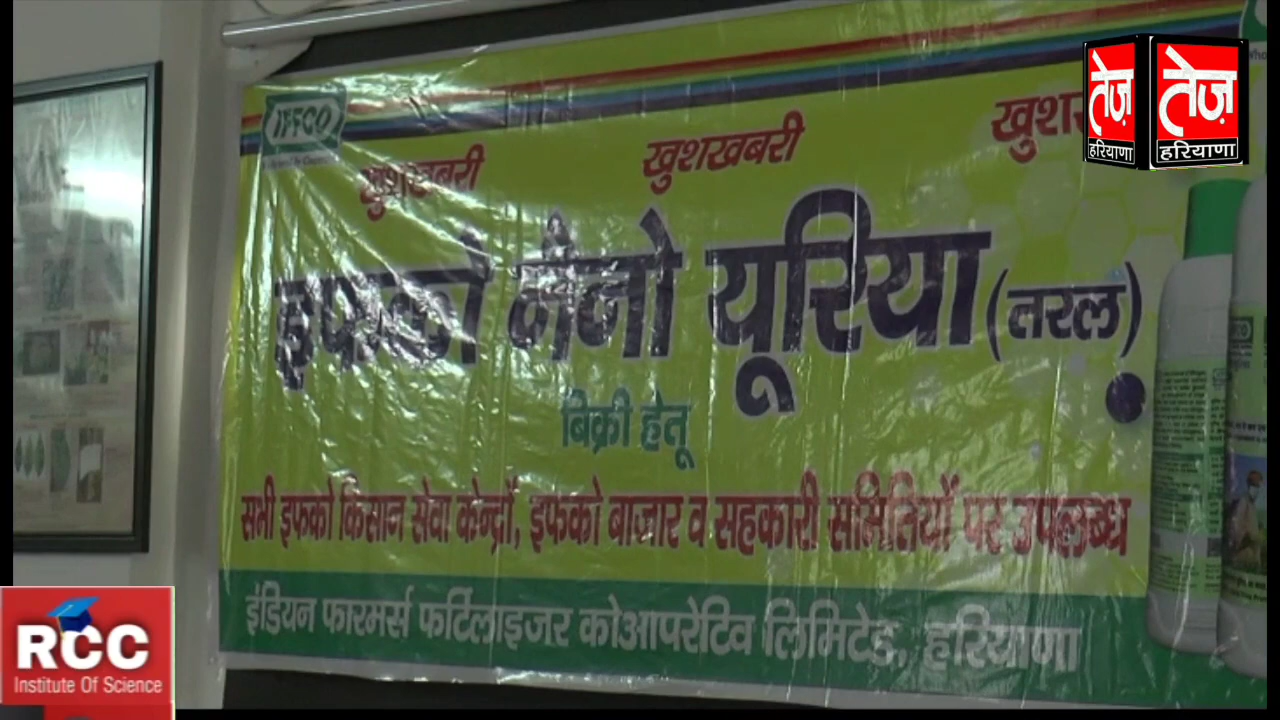 तेज़ तेज़
हरियाणा हरियाणा
IFFCO
खुशखबरी खुशखबरी
इफको नैनो यूरिया (तरल)
बिक्री हेतू
सभी इफको किसान सेवा केन्द्रों, इफको बाजार व सहकारी समितियों पर उपलब्ध
इंडियन फारमर्स फर्टिलाइजर कोआपरेटिव लिमिटेड, हरियाणा
RCC
Institute Of Science